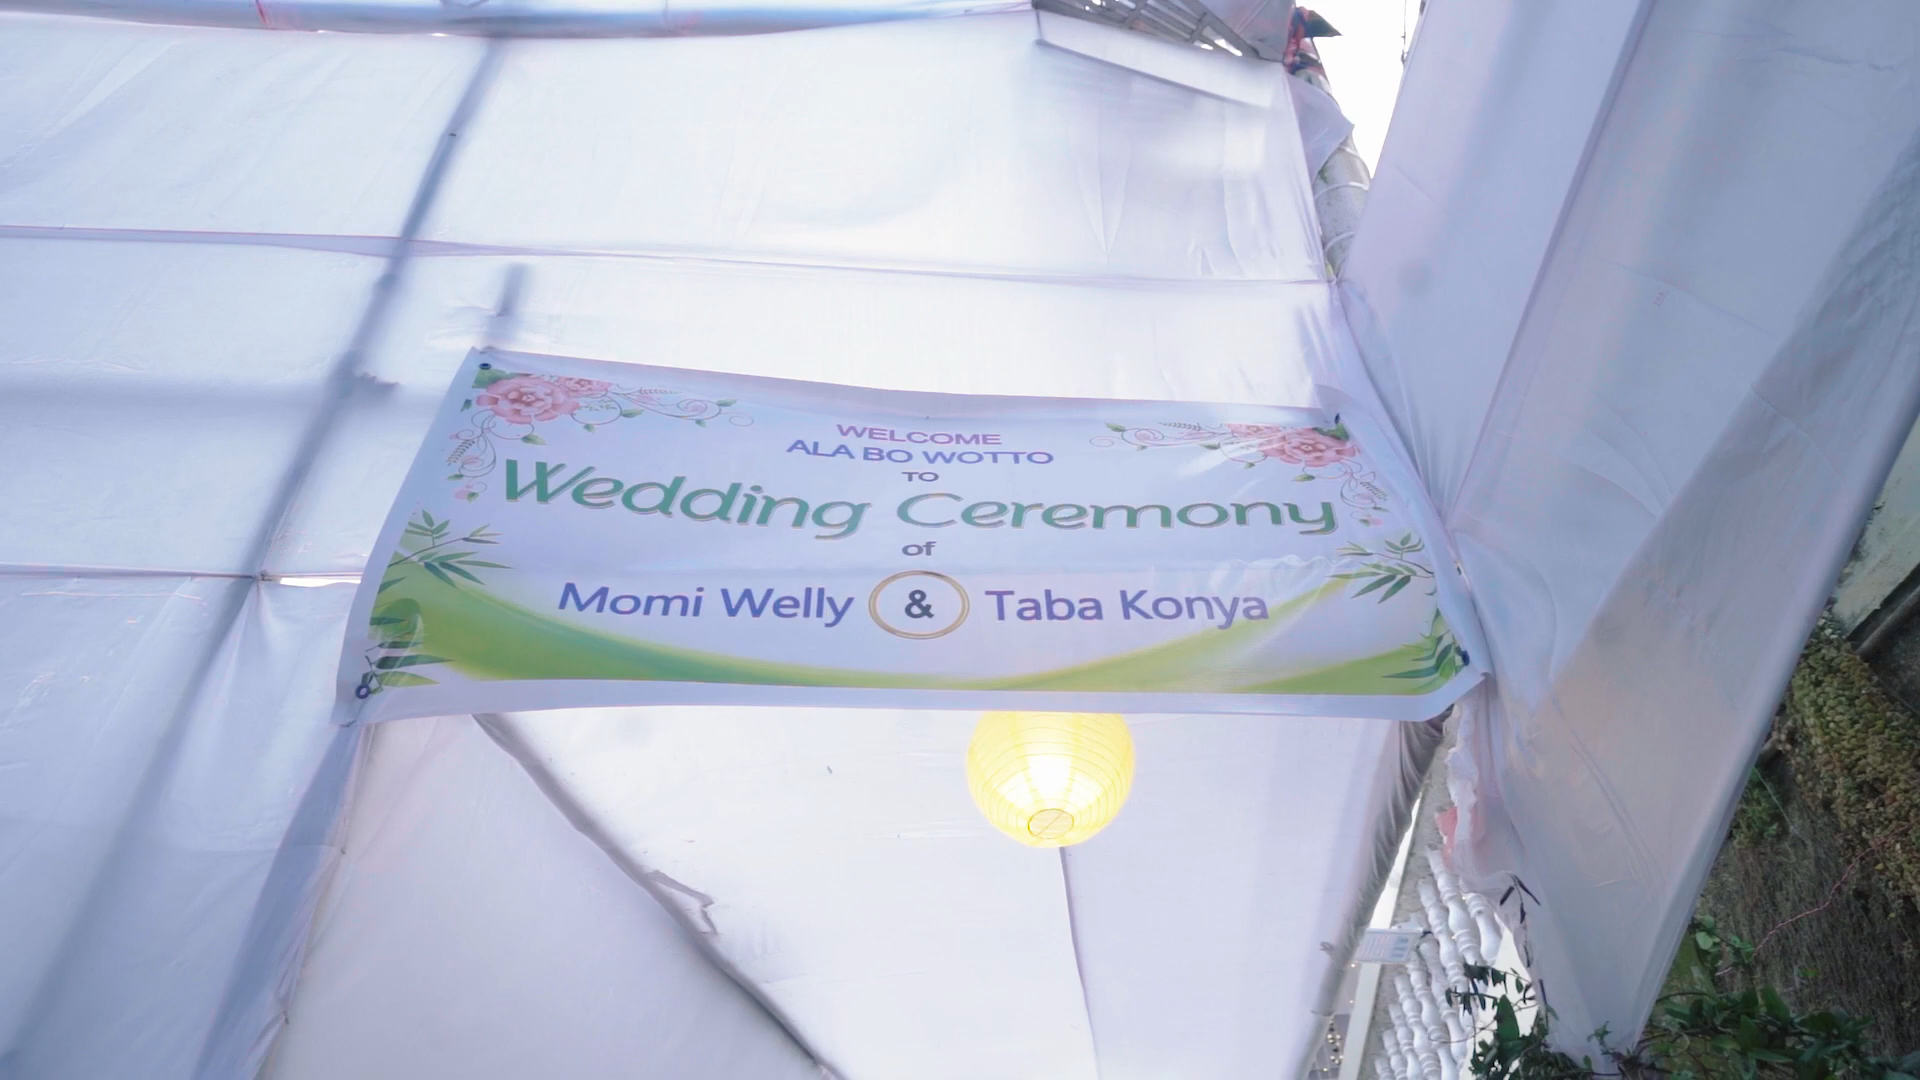 WELCOME
ALA BO WOTTO
TO
Wedding Ceremony
of
Momi Welly & Taba Konya